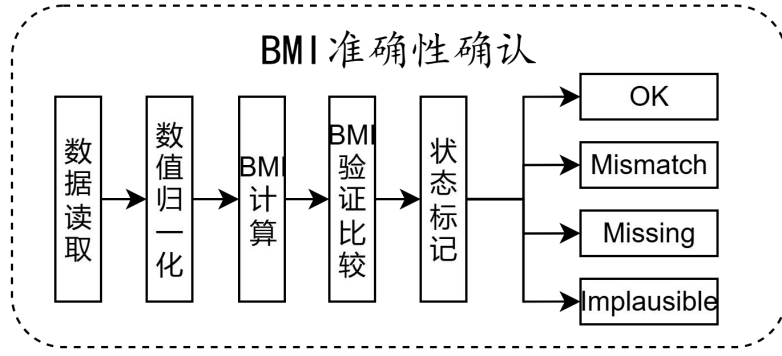 BMI准确性确认
数据读取
数值归一化
BMI计算
BMI验证比较
状态标记
OK
Mismatch
Missing
Implausible